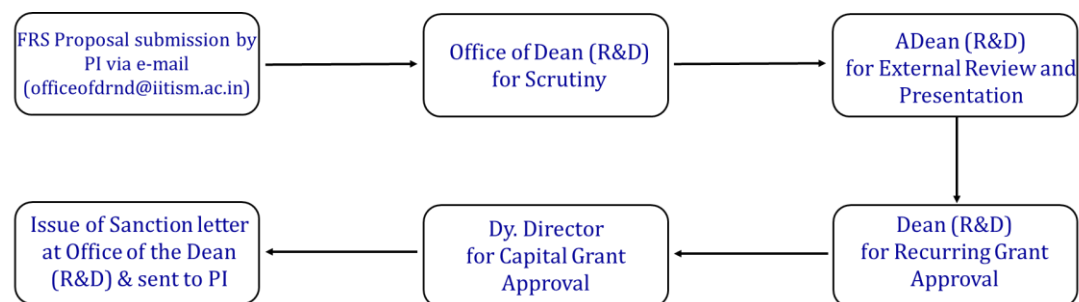 FRS Proposal submission by
PI via e-mail
(officeofdrnd@iitism.ac.in)
Office of Dean (R&D)
for Scrutiny
ADean (R&D)
for External Review and
Presentation
Dean (R&D)
for Recurring Grant
Approval
Dy. Director
for Capital Grant
Approval
Issue of Sanction letter
at Office of the Dean
(R&D) & sent to PI